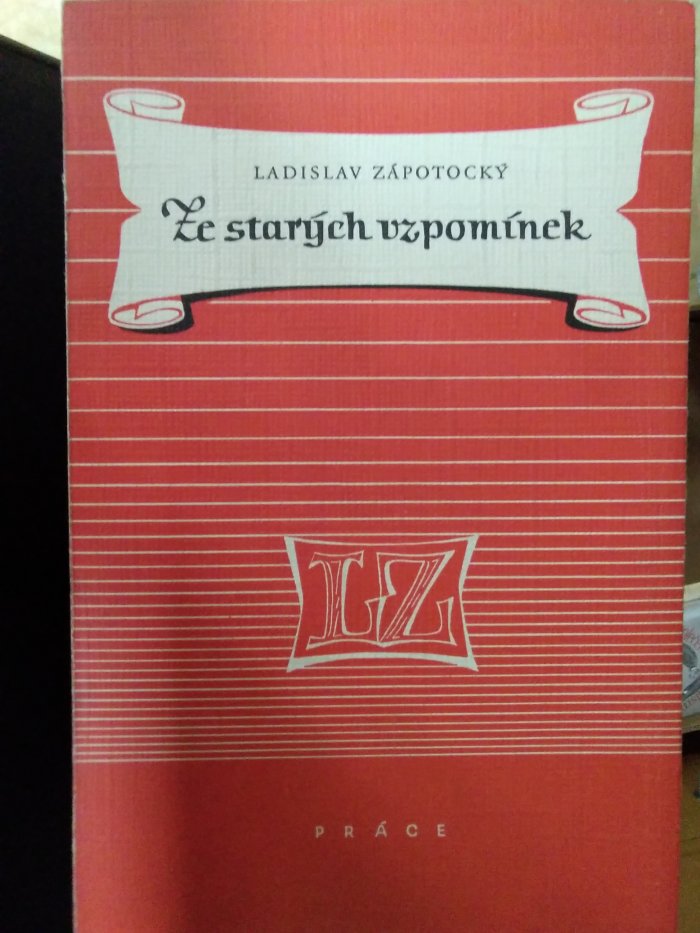 LADISLAV ZÁPOTOCKÝ
Ze starých vzpomínek
LZ
PRÁCE